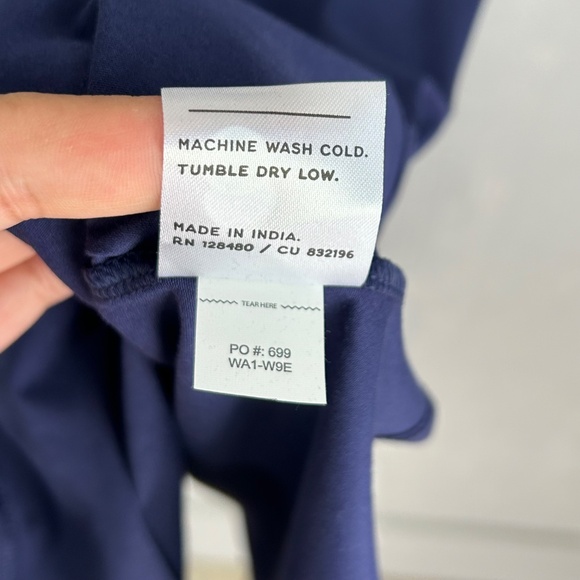 MACHINE WASH COLD.
TUMBLE DRY LOW.
MADE IN INDIA.
RN 128480 / CU 832196
TEAR HERE
PO #: 699
WA1-W9E